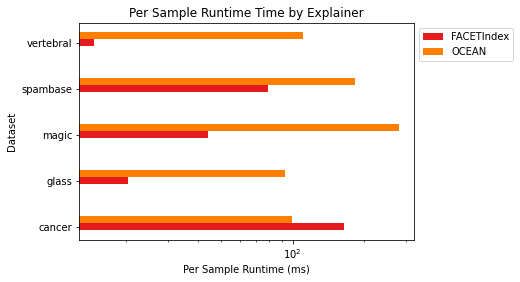 Per Sample Runtime Time by Explainer
FACETIndex
OCEAN
Dataset
vertebral
spambase
magic
glass
cancer
10²
Per Sample Runtime (ms)